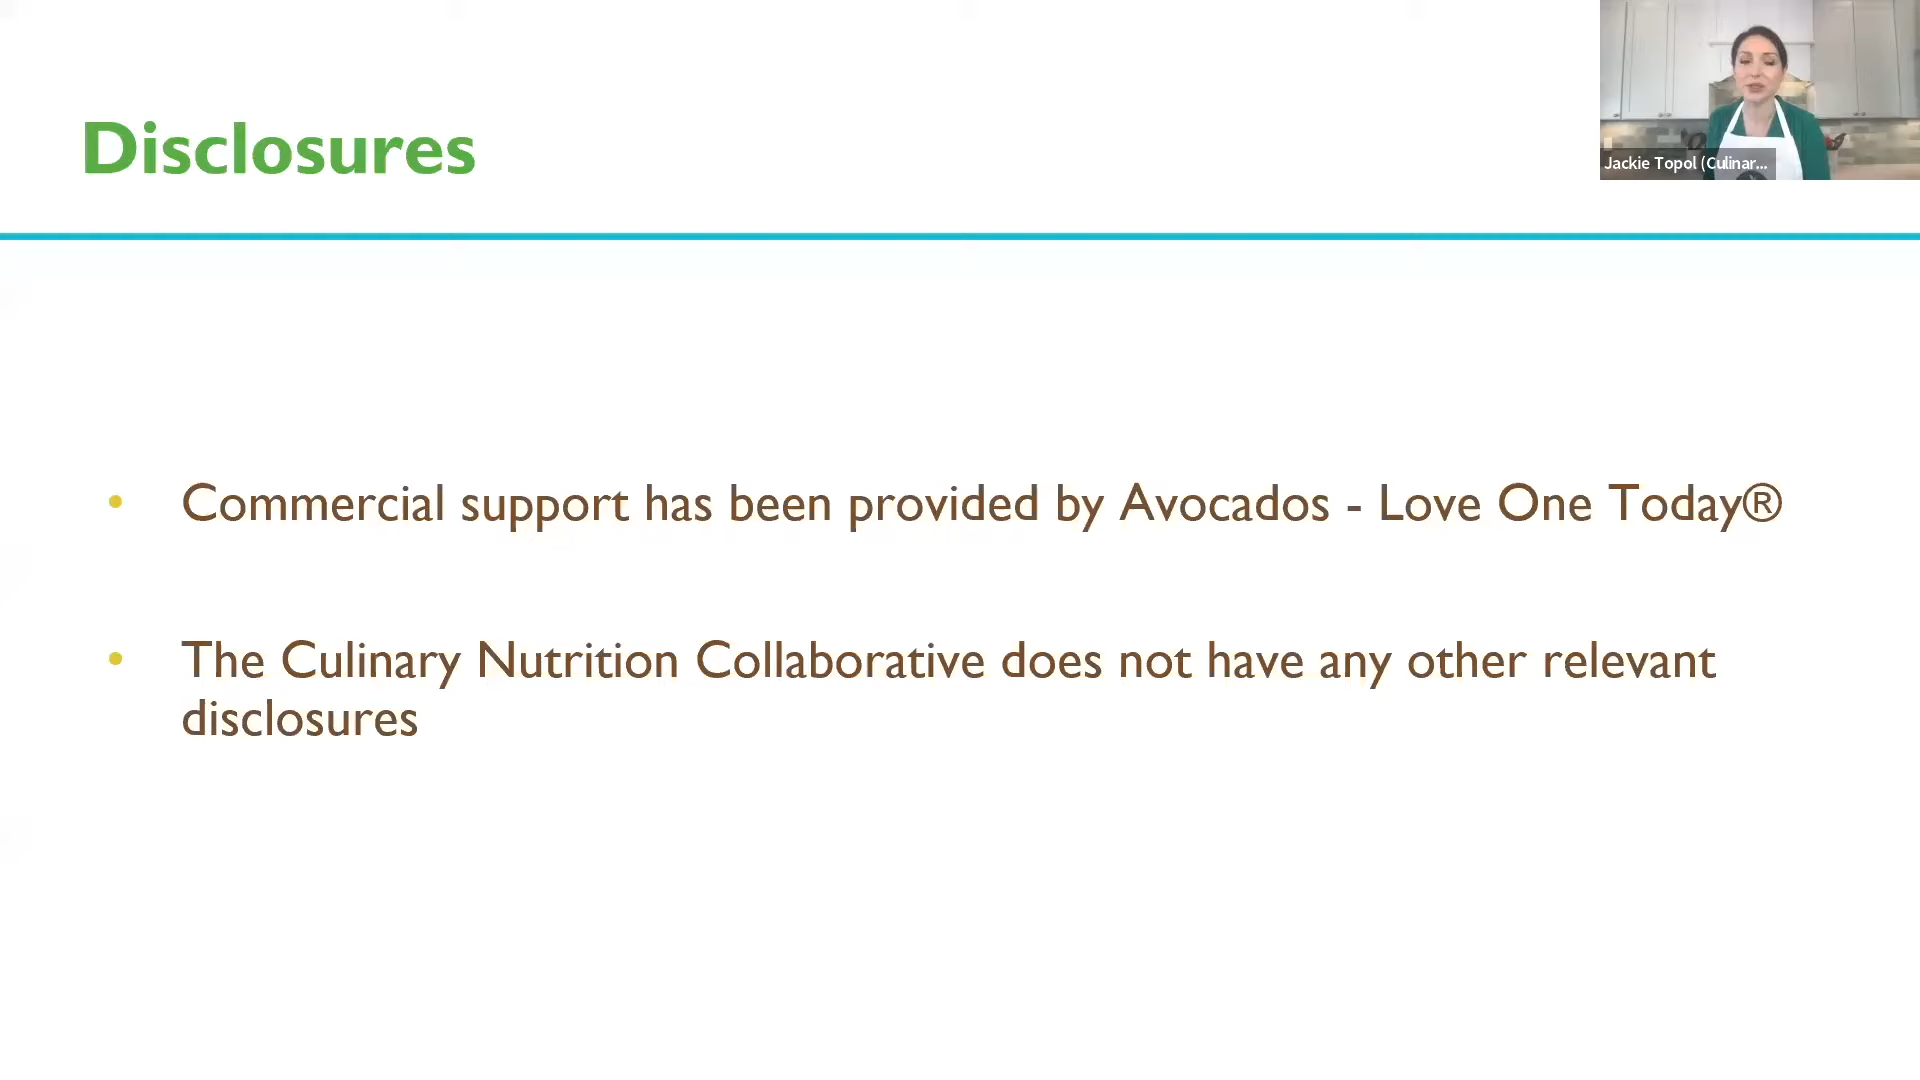 Disclosures
Jackie Topol (Culinar...
• Commercial support has been provided by Avocados - Love One Today®
• The Culinary Nutrition Collaborative does not have any other relevant
disclosures